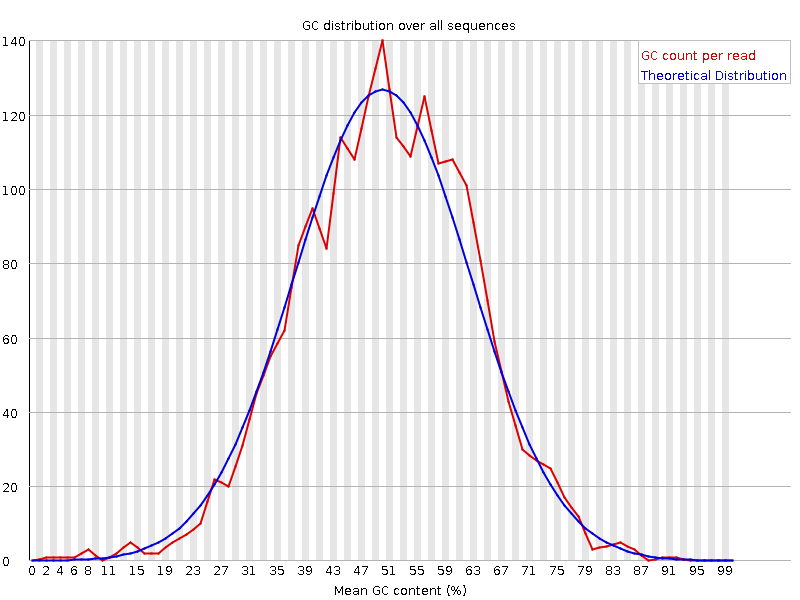 GC distribution over all sequences
GC count per read
Theoretical Distribution
140
120
100
80
60
40
20
0
0 2 4 6 8 11 15 19 23 27 31 35 39 43 47 51 55 59 63 67 71 75 79 83 87 91 95 99
Mean GC content (%)